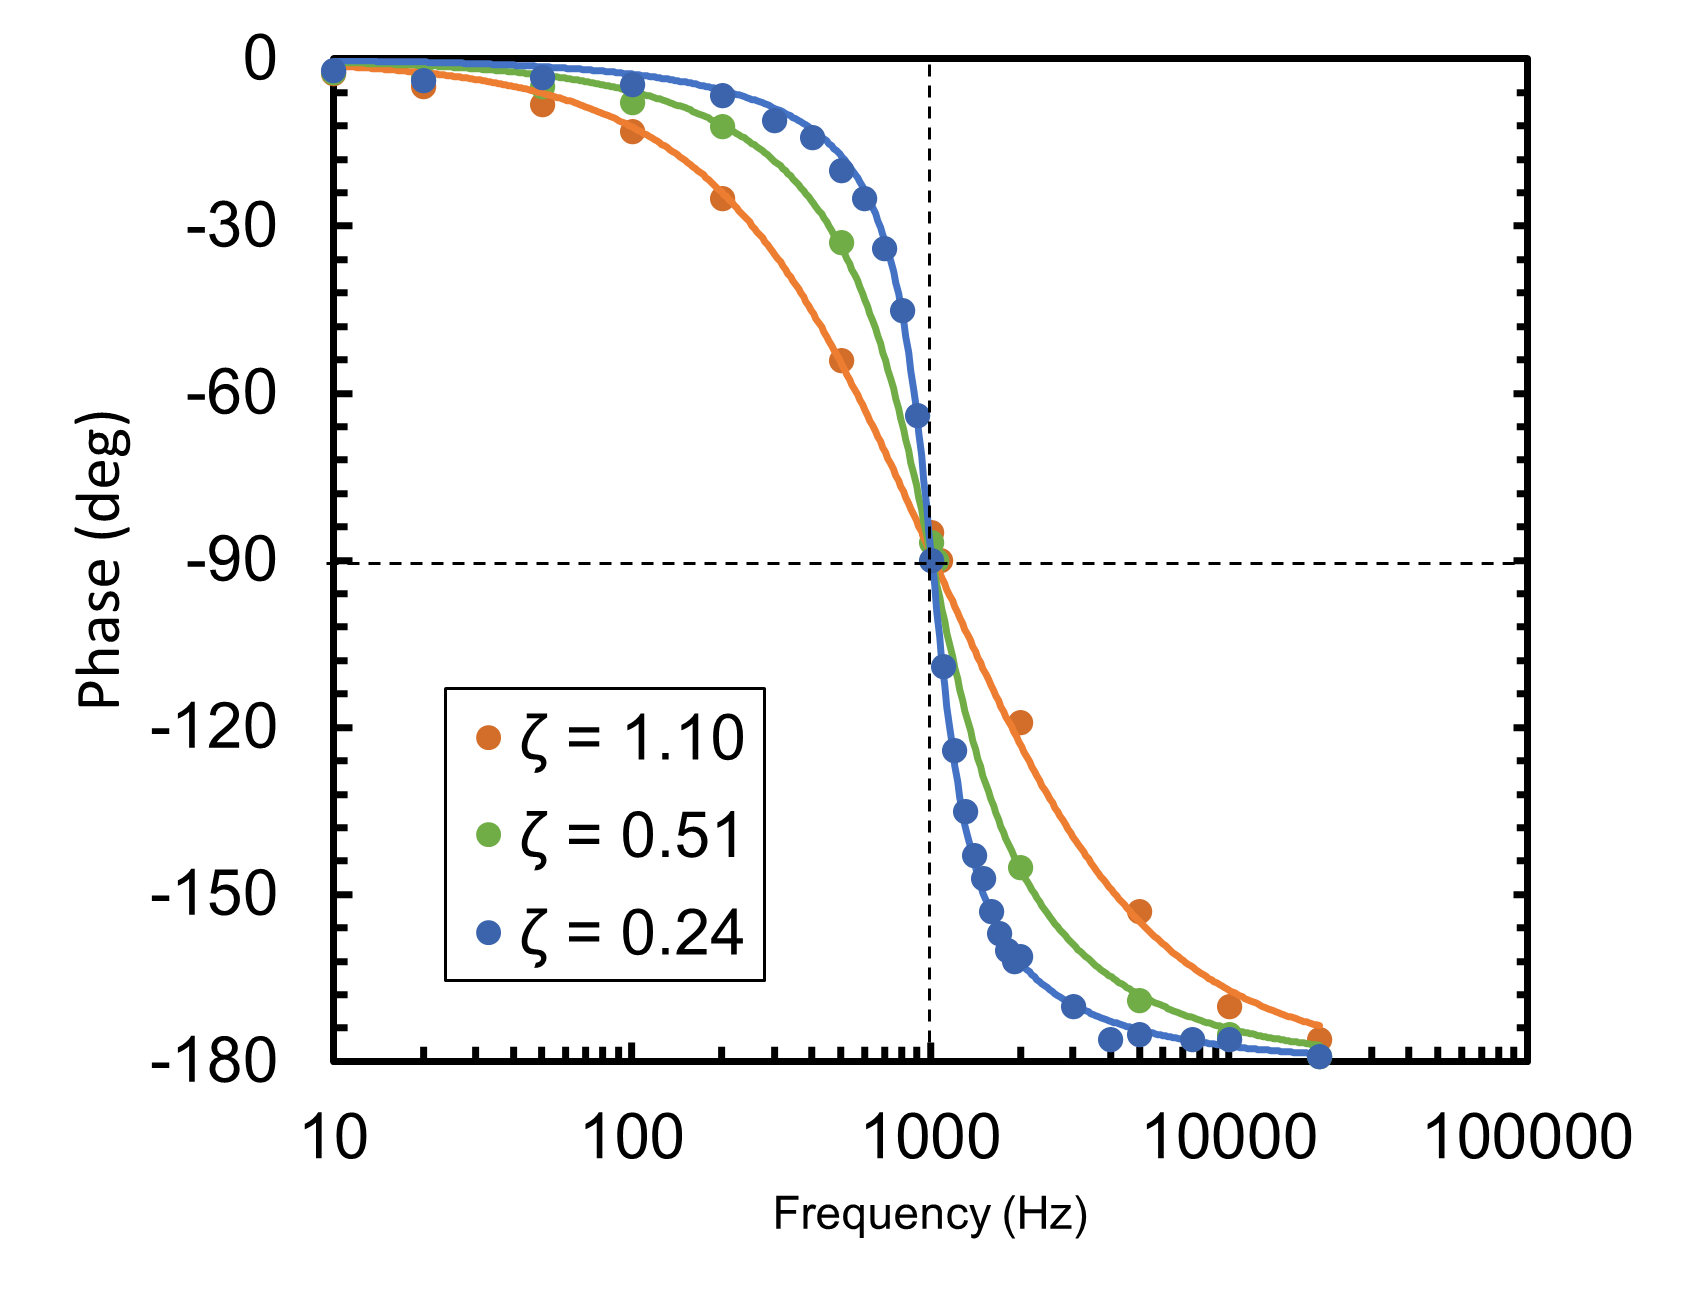 0
-30
-60
-90
-120
-150
-180
Phase (deg)
ζ = 1.10
ζ = 0.51
ζ = 0.24
10 100 1000 10000 100000
Frequency (Hz)